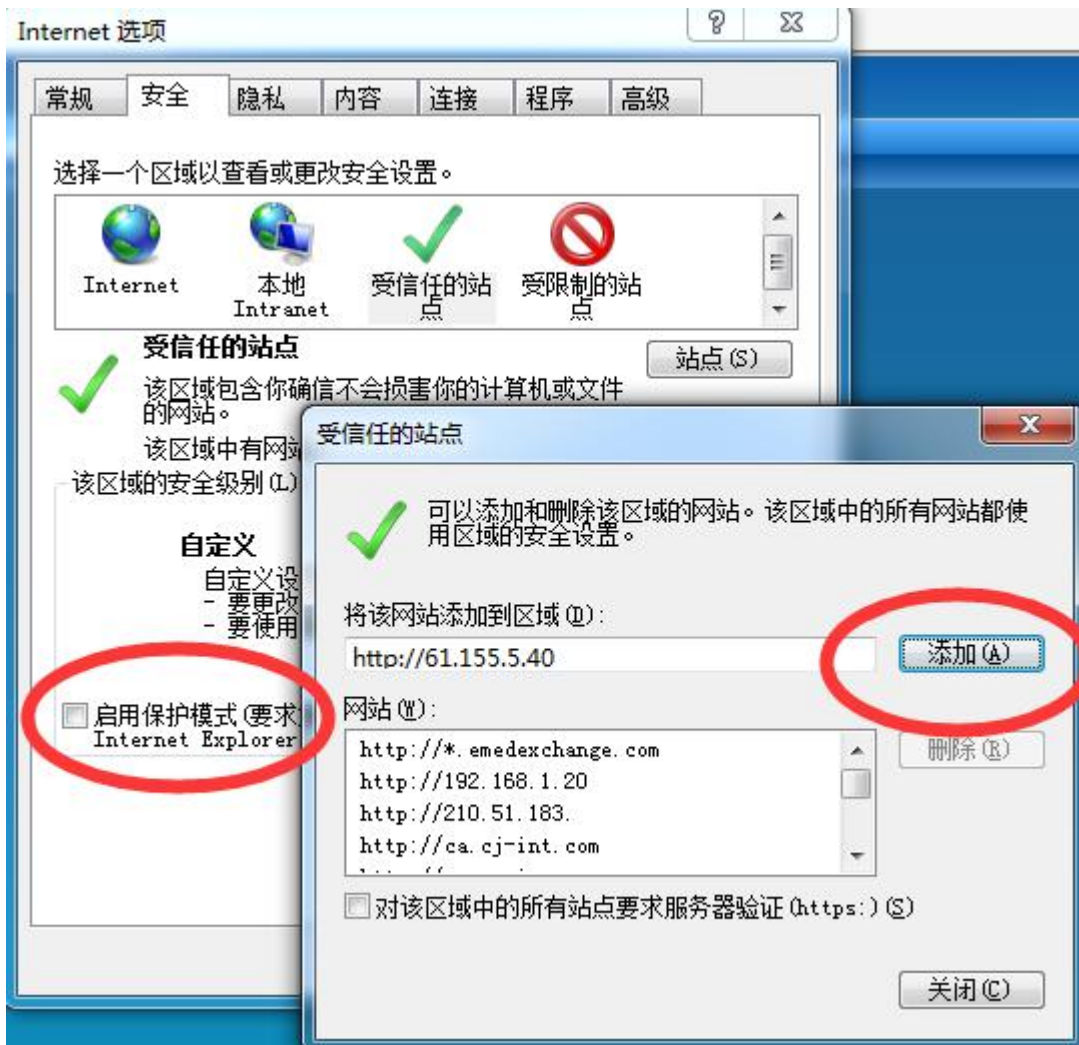 Internet 选项
常规 安全 隐私 内容 连接 程序 高级
选择一个区域以查看或更改安全设置。
Internet
本地
Intranet
受信任的站
点
受限制的站
点
受信任的站点
站点(S)
该区域包含你确信不会损害你的计算机或文件
的网站。
该区域中有网站
该区域的安全级别(L)
自定义
自定义设
- 要更改
- 要使用
启用保护模式(要求
Internet Explorer
受信任的站点
可以添加和删除该区域的网站。该区域中的所有网站都使
用区域的安全设置。
将该网站添加到区域(D):
http://61.155.5.40
添加(A)
网站(W):
http://*.emedexchange.com
http://192.168.1.20
http://210.51.183.
http://ca.cj-int.com
删除(R)
对该区域中的所有站点要求服务器验证(https:)(S)
关闭(C)